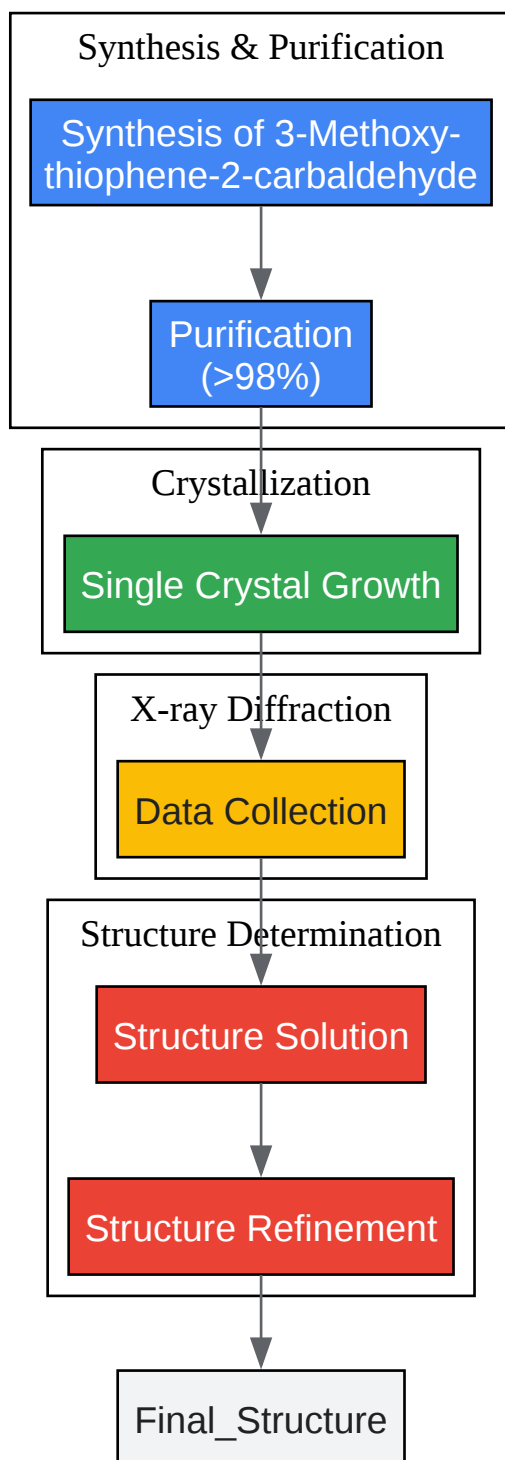 Synthesis & Purification
Synthesis of 3-Methoxy-
thiophene-2-carbaldehyde
Purification
(>98%)
Crystallization
Single Crystal Growth
X-ray Diffraction
Data Collection
Structure Determination
Structure Solution
Structure Refinement
Final_Structure